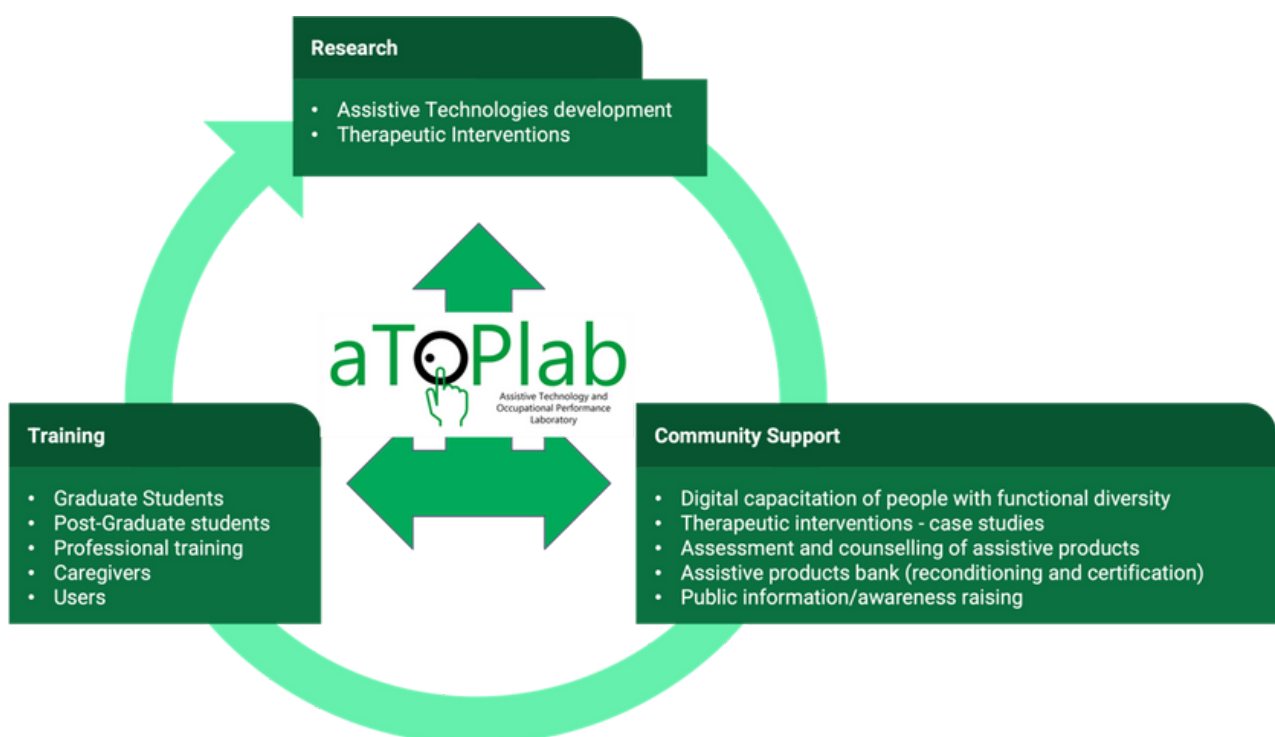 Research
• Assistive Technologies development
• Therapeutic Interventions
aToPlab
Assistive Technology and
Occupational Performance
Laboratory
Training
• Graduate Students
• Post-Graduate students
• Professional training
• Caregivers
• Users
Community Support
• Digital capacitation of people with functional diversity
• Therapeutic interventions - case studies
• Assessment and counselling of assistive products
• Assistive products bank (reconditioning and certification)
• Public information/awareness raising